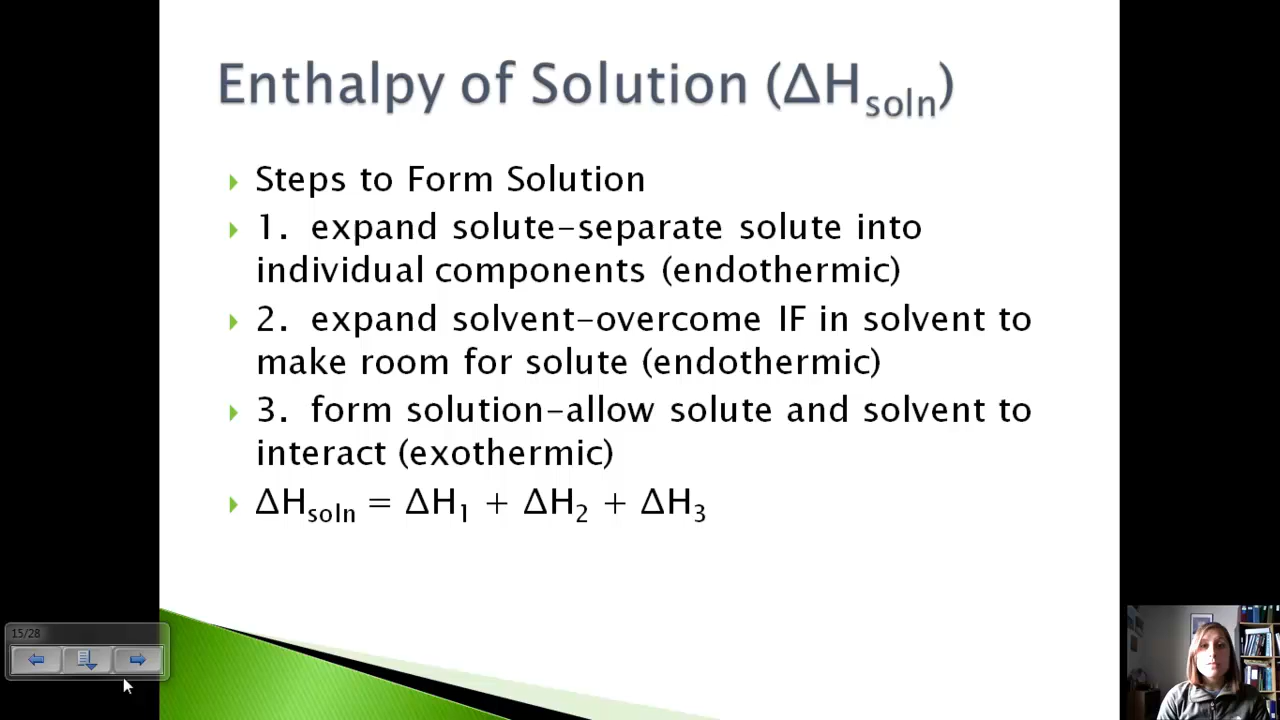 Enthalpy of Solution (ΔHsoln)
Steps to Form Solution
1. expand solute-separate solute into
individual components (endothermic)
2. expand solvent-overcome IF in solvent to
make room for solute (endothermic)
3. form solution-allow solute and solvent to
interact (exothermic)
ΔHsoln = ΔH1 + ΔH2 + ΔH3
15/28